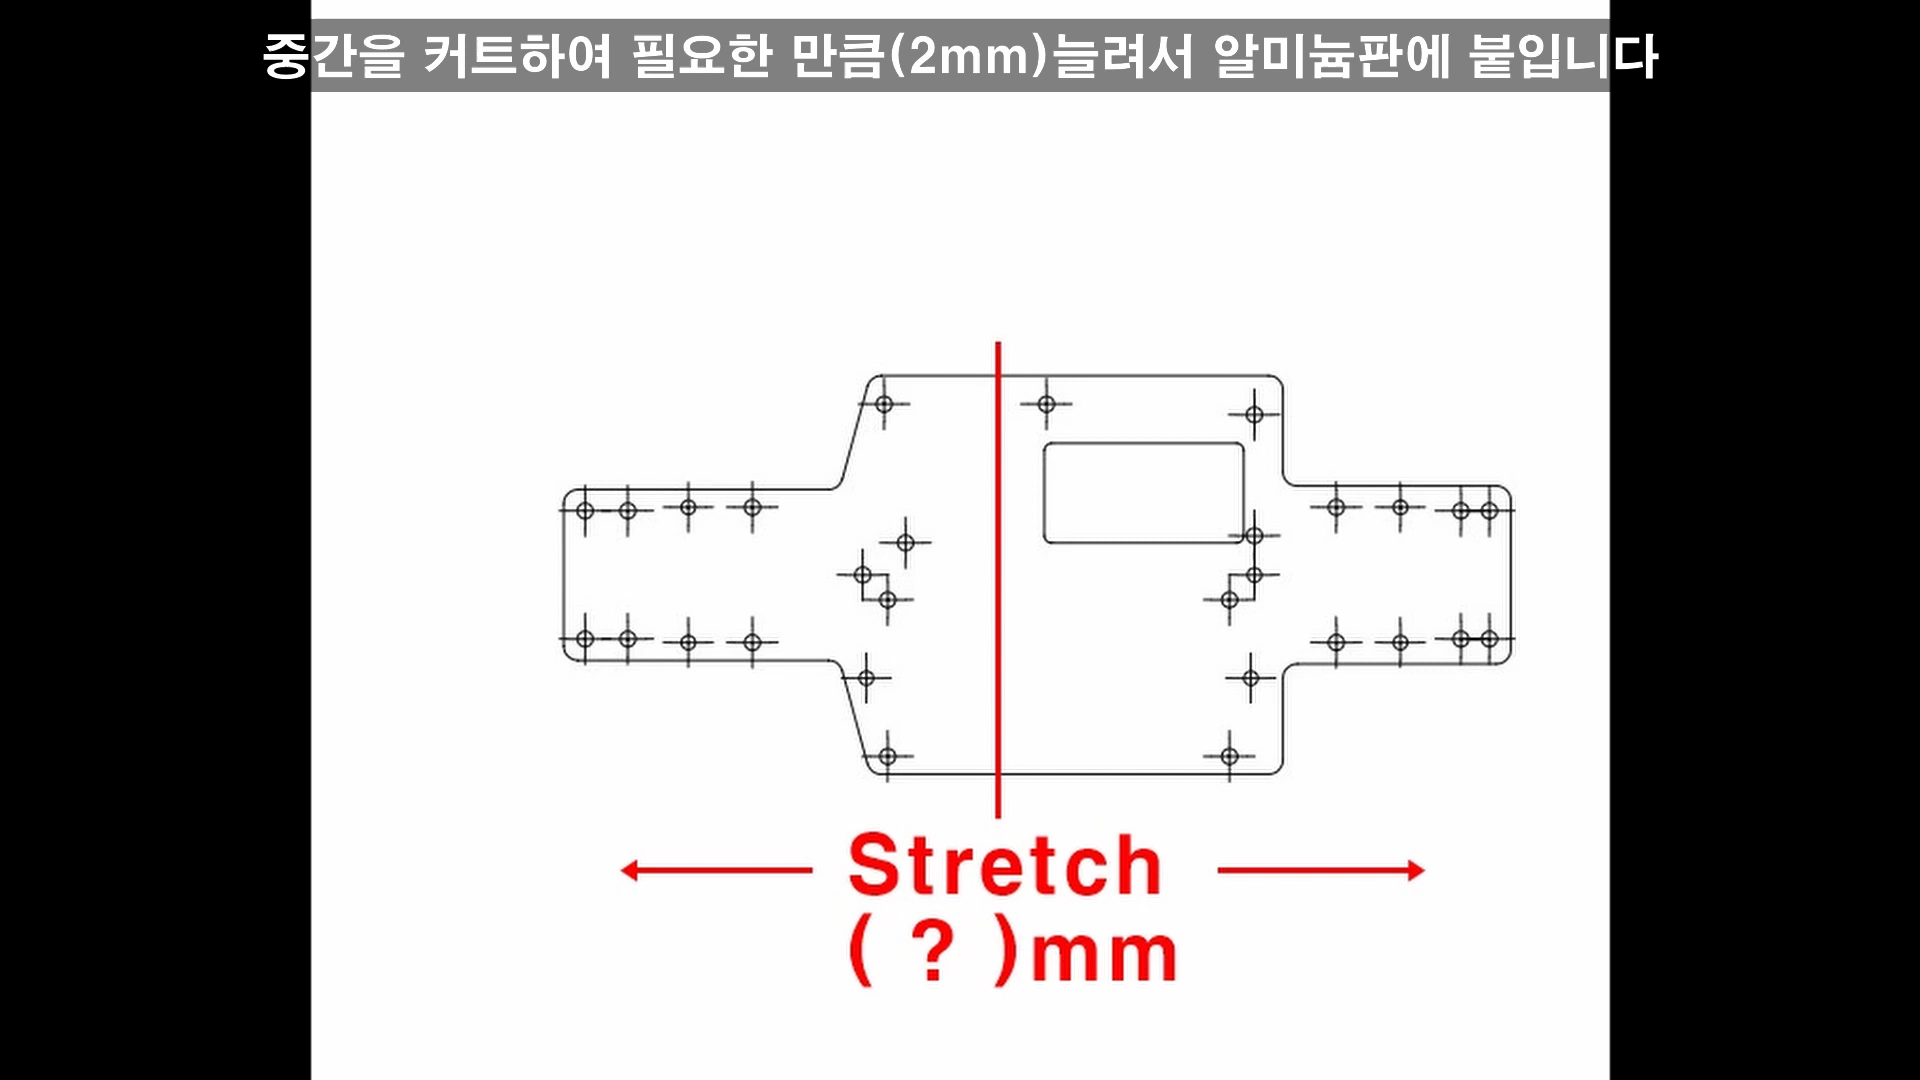 중간을 커트하여 필요한 만큼(2mm)늘려서 알미늄판에 붙입니다
Stretch
( ? )mm